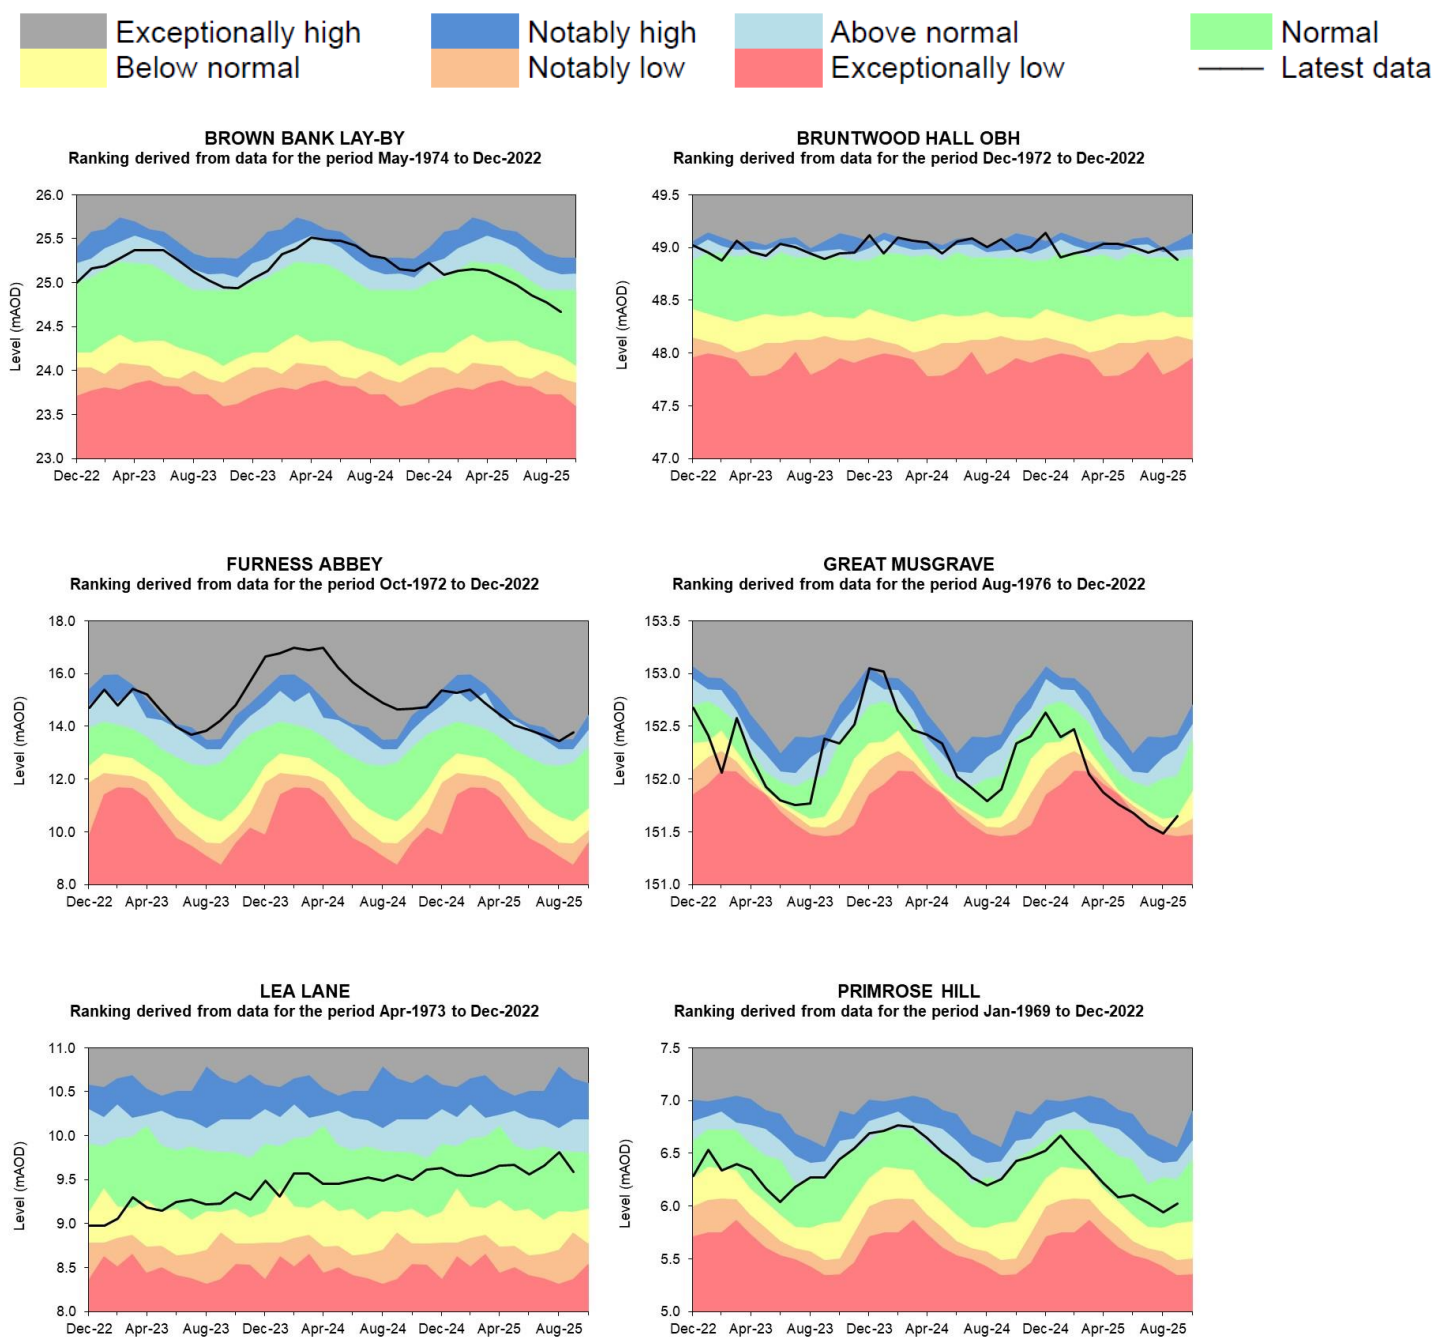 Exceptionally high Notably high Above normal Normal
Below normal Notably low Exceptionally low Latest data
BROWN BANK LAY-BY
Ranking derived from data for the period May-1974 to Dec-2022
Level (mAOD)
26.0
25.5
25.0
24.5
24.0
23.5
23.0
Dec-22 Apr-23 Aug-23 Dec-23 Apr-24 Aug-24 Dec-24 Apr-25 Aug-25
BRUNTWOOD HALL OBH
Ranking derived from data for the period Dec-1972 to Dec-2022
Level (mAOD)
49.5
49.0
48.5
48.0
47.5
47.0
Dec-22 Apr-23 Aug-23 Dec-23 Apr-24 Aug-24 Dec-24 Apr-25 Aug-25
FURNESS ABBEY
Ranking derived from data for the period Oct-1972 to Dec-2022
Level (mAOD)
18.0
16.0
14.0
12.0
10.0
8.0
Dec-22 Apr-23 Aug-23 Dec-23 Apr-24 Aug-24 Dec-24 Apr-25 Aug-25
GREAT MUSGRAVE
Ranking derived from data for the period Aug-1976 to Dec-2022
Level (mAOD)
153.5
153.0
152.5
152.0
151.5
151.0
Dec-22 Apr-23 Aug-23 Dec-23 Apr-24 Aug-24 Dec-24 Apr-25 Aug-25
LEA LANE
Ranking derived from data for the period Apr-1973 to Dec-2022
Level (mAOD)
11.0
10.5
10.0
9.5
9.0
8.5
8.0
Dec-22 Apr-23 Aug-23 Dec-23 Apr-24 Aug-24 Dec-24 Apr-25 Aug-25
PRIMROSE HILL
Ranking derived from data for the period Jan-1969 to Dec-2022
Level (mAOD)
7.5
7.0
6.5
6.0
5.5
5.0
Dec-22 Apr-23 Aug-23 Dec-23 Apr-24 Aug-24 Dec-24 Apr-25 Aug-25